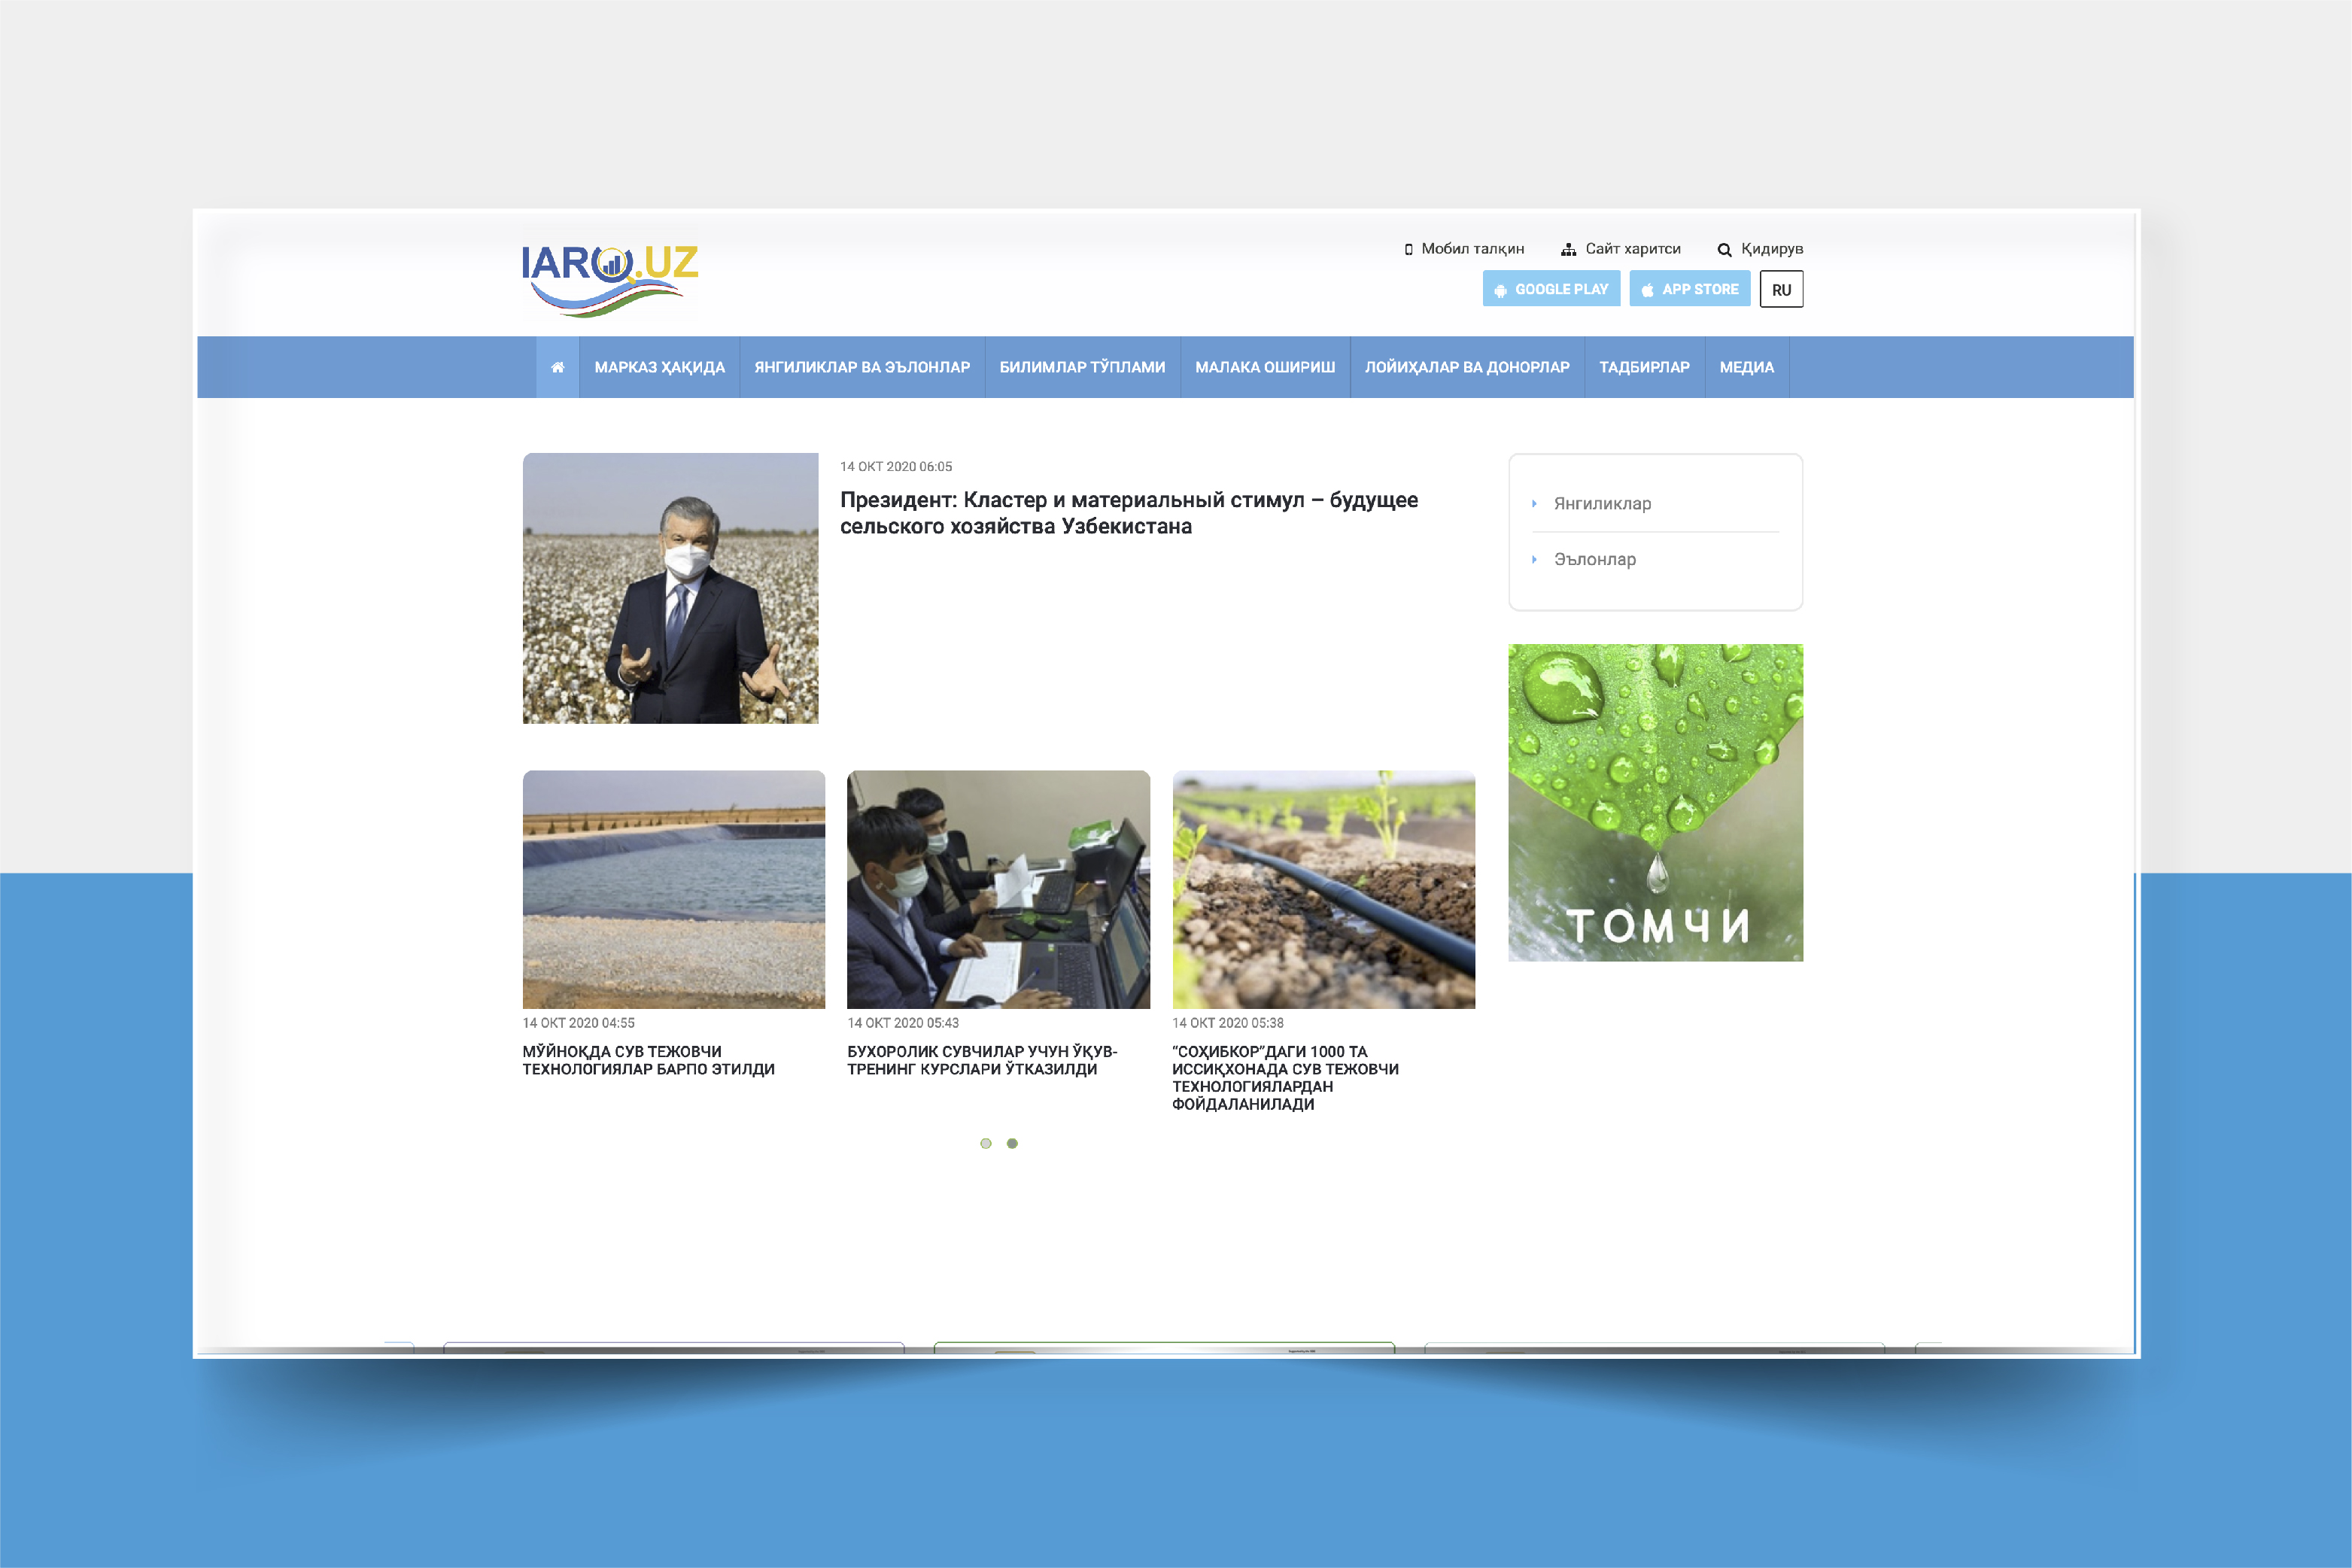 IARO.UZ
Мобил талқин
Сайт харитси
Қидирув
GOOGLE PLAY
APP STORE
RU
МАРКАЗ ҲАҚИДА
ЯНГИЛИКЛАР ВА ЭЪЛОНЛАР
БИЛИМЛАР ТЎПЛАМИ
МАЛАКА ОШИРИШ
ЛОЙИҲАЛАР ВА ДОНОРЛАР
ТАДБИРЛАР
МЕДИА
14 ОКТ 2020 06:05
Президент: Кластер и материальный стимул – будущее
сельского хозяйства Узбекистана
Янгиликлар
Эълонлар
ТОМЧИ
14 ОКТ 2020 04:55
МЎЙНОҚДА СУВ ТЕЖОВЧИ
ТЕХНОЛОГИЯЛАР БАРПО ЭТИЛДИ
14 ОКТ 2020 05:43
БУХОРОЛИК СУВЧИЛАР УЧУН ЎҚУВ-
ТРЕНИНГ КУРСЛАРИ ЎТКАЗИЛДИ
14 ОКТ 2020 05:38
“СОҲИБКОР”ДАГИ 1000 ТА
ИССИҚХОНАДА СУВ ТЕЖОВЧИ
ТЕХНОЛОГИЯЛАРДАН
ФОЙДАЛАНИЛАДИ